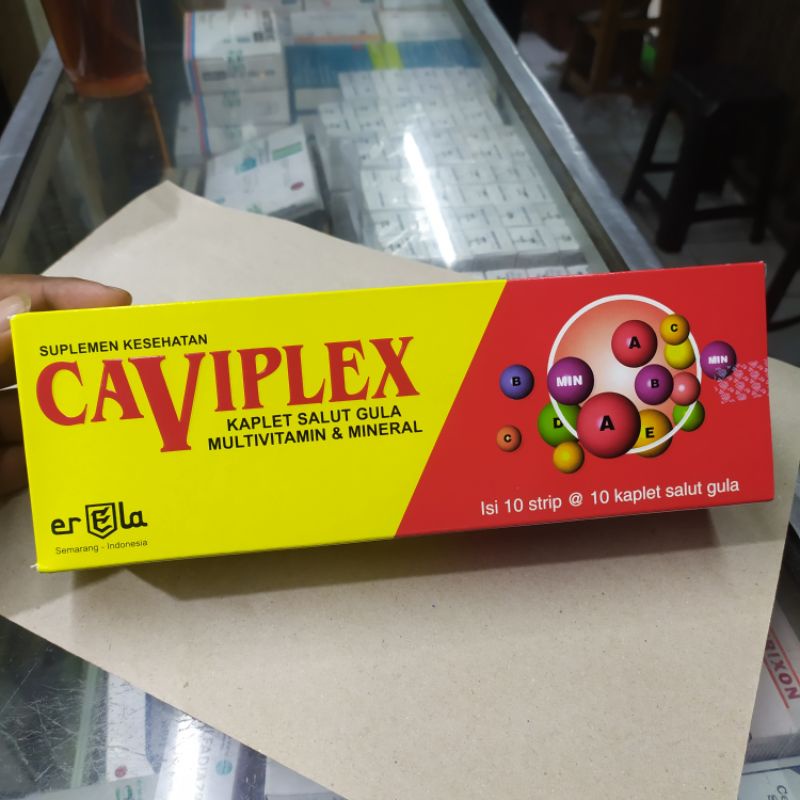 SUPLEMEN KESEHATAN
CAVIPLEX
KAPLET SALUT GULA
MULTIVITAMIN & MINERAL
erEla
Semarang - Indonesia
B
C
MIN
D
A
A
E
B
C
MIN
Isi 10 strip @ 10 kaplet salut gula
RIXON